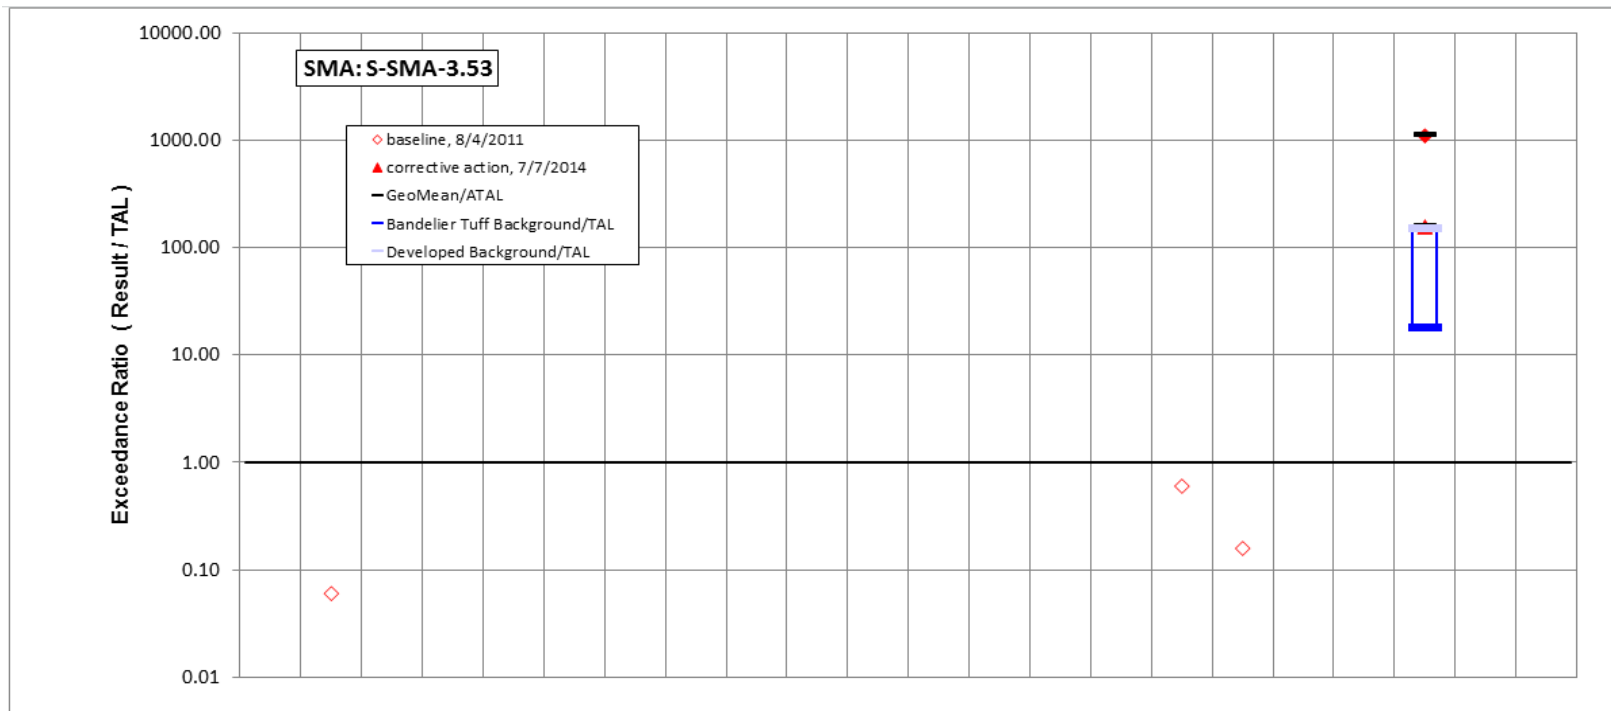 10000.00
SMA: S-SMA-3.53
1000.00
baseline, 8/4/2011
corrective action, 7/7/2014
GeoMean/ATAL
Bandelier Tuff Background/TAL
Developed Background/TAL
100.00
10.00
1.00
0.10
0.01
Exceedance Ratio ( Result / TAL )